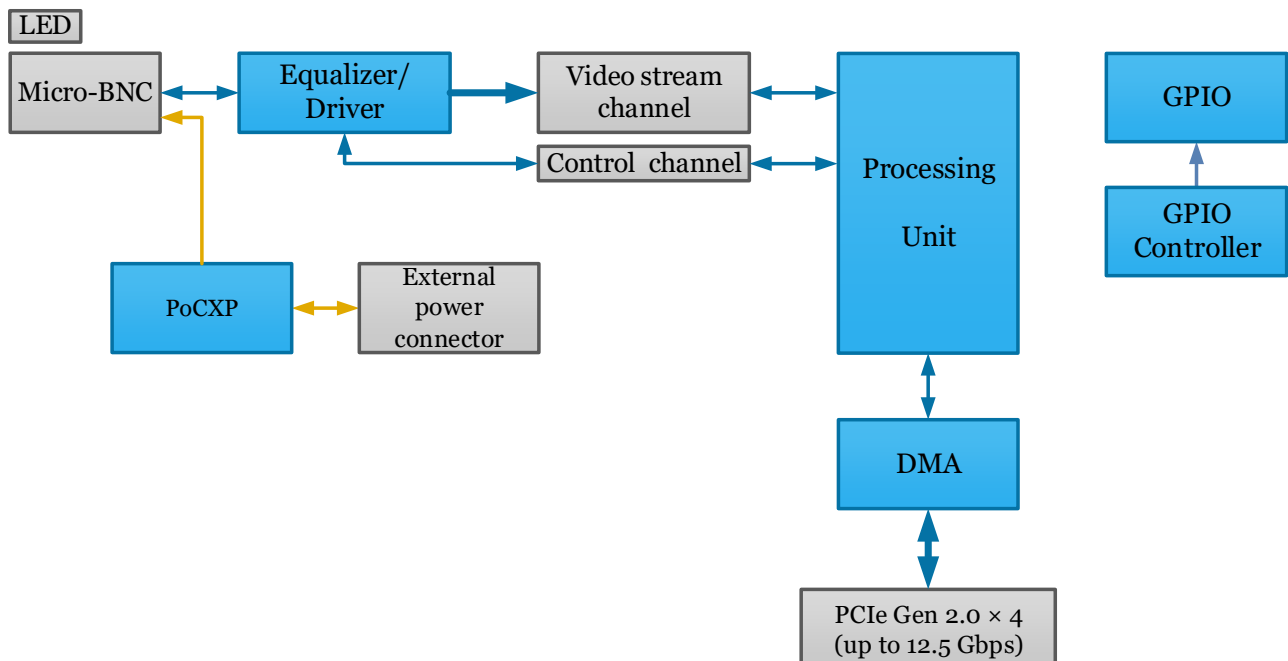 LED
Micro-BNC
Equalizer/
Driver
Video stream
channel
Control channel
Processing
Unit
GPIO
GPIO
Controller
PoCXP
External
power
connector
DMA
PCIe Gen 2.0 × 4
(up to 12.5 Gbps)